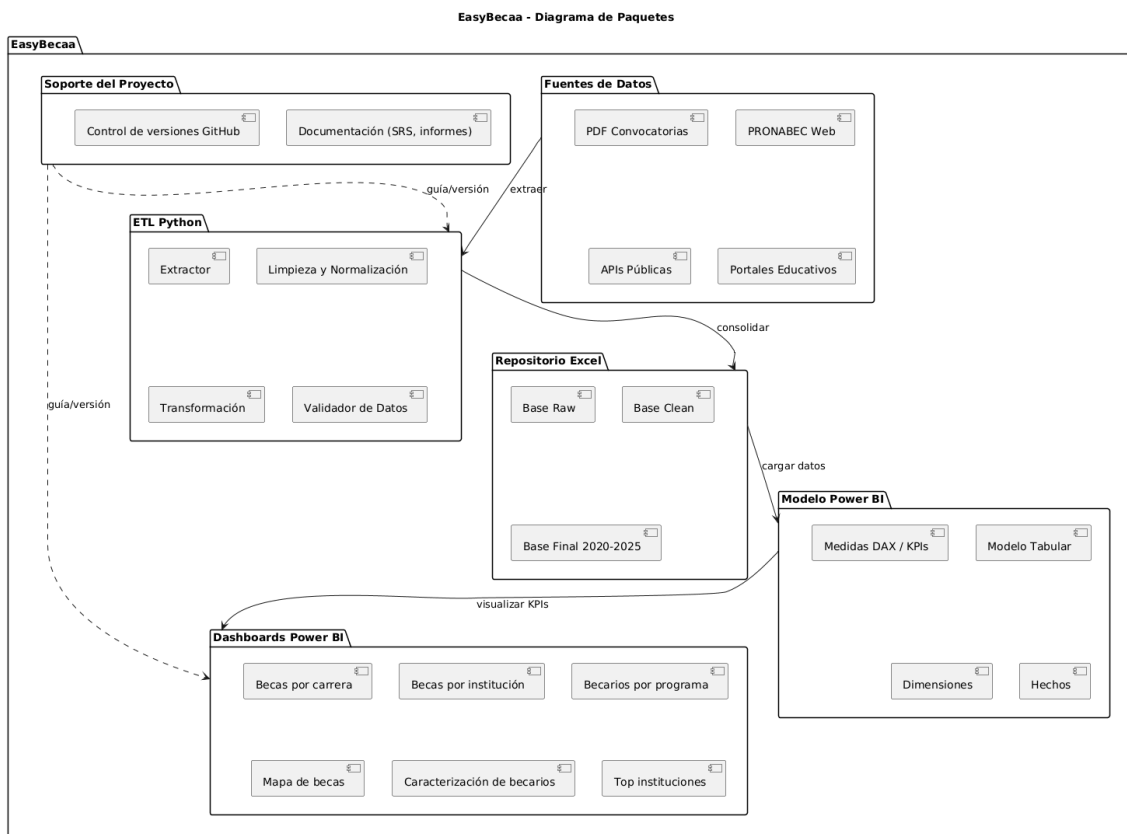 EasyBecaa - Diagrama de Paquetes
EasyBecaa
Soporte del Proyecto
Control de versiones GitHub
Documentación (SRS, informes)
Fuentes de Datos
PDF Convocatorias
PRONABEC Web
APIs Públicas
Portales Educativos
guía/versión
extraer
ETL Python
Extractor
Limpieza y Normalización
Transformación
Validador de Datos
consolidar
Repositorio Excel
Base Raw
Base Clean
Base Final 2020-2025
guía/versión
cargar datos
Modelo Power BI
Medidas DAX / KPIs
Modelo Tabular
Dimensiones
Hechos
visualizar KPIs
Dashboards Power BI
Becas por carrera
Becas por institución
Becarios por programa
Mapa de becas
Caracterización de becarios
Top instituciones